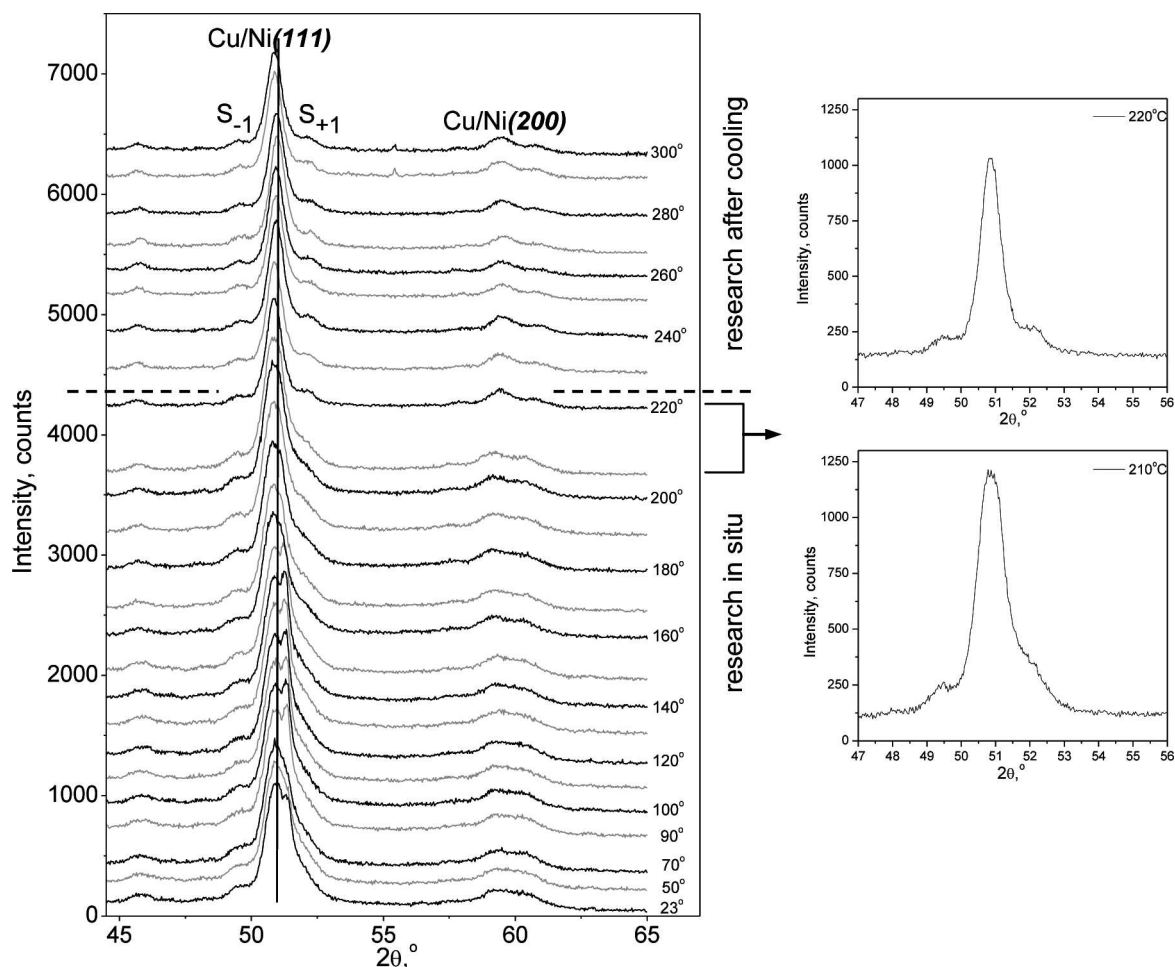 Cu/Ni(111)
S-1
S+1
Cu/Ni(200)
7000
6000
5000
4000
3000
2000
1000
0
Intensity, counts
300°
280°
260°
240°
220°
200°
180°
160°
140°
120°
100°
90°
70°
50°
23°
45 50 55 60 65
2θ,°
research after cooling
research in situ
1250
1000
750
500
250
0
Intensity, counts
220°C
47 48 49 50 51 52 53 54 55 56
2θ,°
1250
1000
750
500
250
0
Intensity, counts
210°C
47 48 49 50 51 52 53 54 55 56
2θ,°